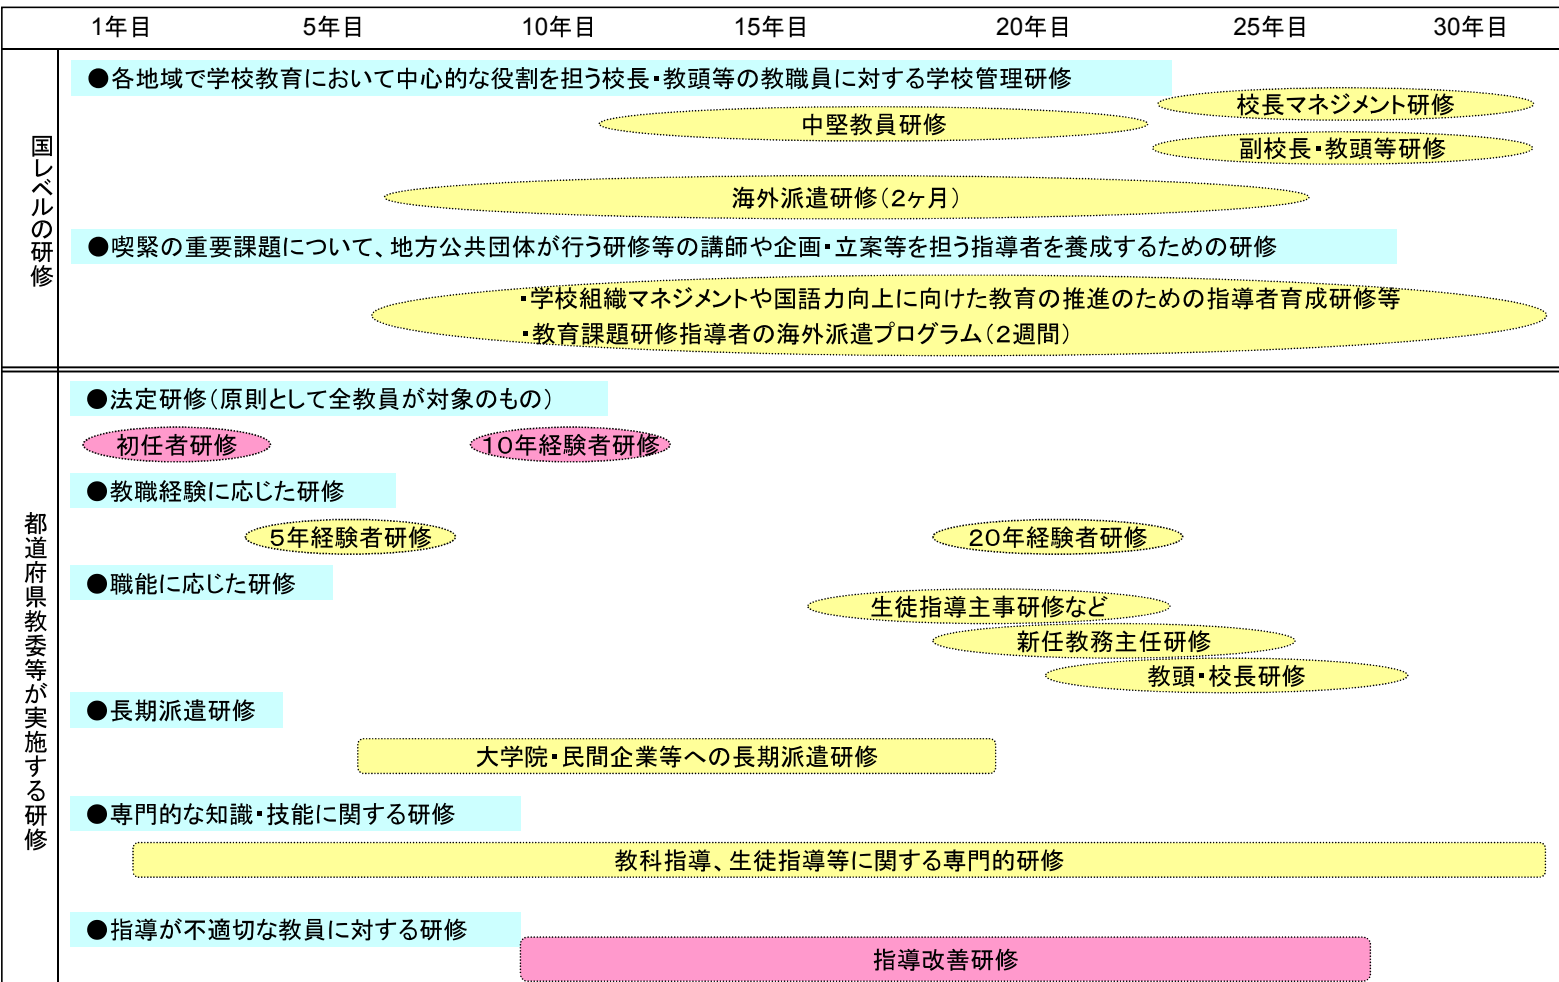 1年目 5年目 10年目 15年目 20年目 25年目 30年目
国レベルの研修
●各地域で学校教育において中心的な役割を担う校長・教頭等の教職員に対する学校管理研修
校長マネジメント研修
中堅教員研修
副校長・教頭等研修
海外派遣研修(2ヶ月)
●喫緊の重要課題について、地方公共団体が行う研修等の講師や企画・立案等を担う指導者を養成するための研修
・学校組織マネジメントや国語力向上に向けた教育の推進のための指導者育成研修等
・教育課題研修指導者の海外派遣プログラム(2週間)
都道府県教委等が実施する研修
●法定研修(原則として全教員が対象のもの)
初任者研修 10年経験者研修
●教職経験に応じた研修
5年経験者研修 20年経験者研修
●職能に応じた研修
生徒指導主事研修など
新任教務主任研修
教頭・校長研修
●長期派遣研修
大学院・民間企業等への長期派遣研修
●専門的な知識・技能に関する研修
教科指導、生徒指導等に関する専門的研修
●指導が不適切な教員に対する研修
指導改善研修